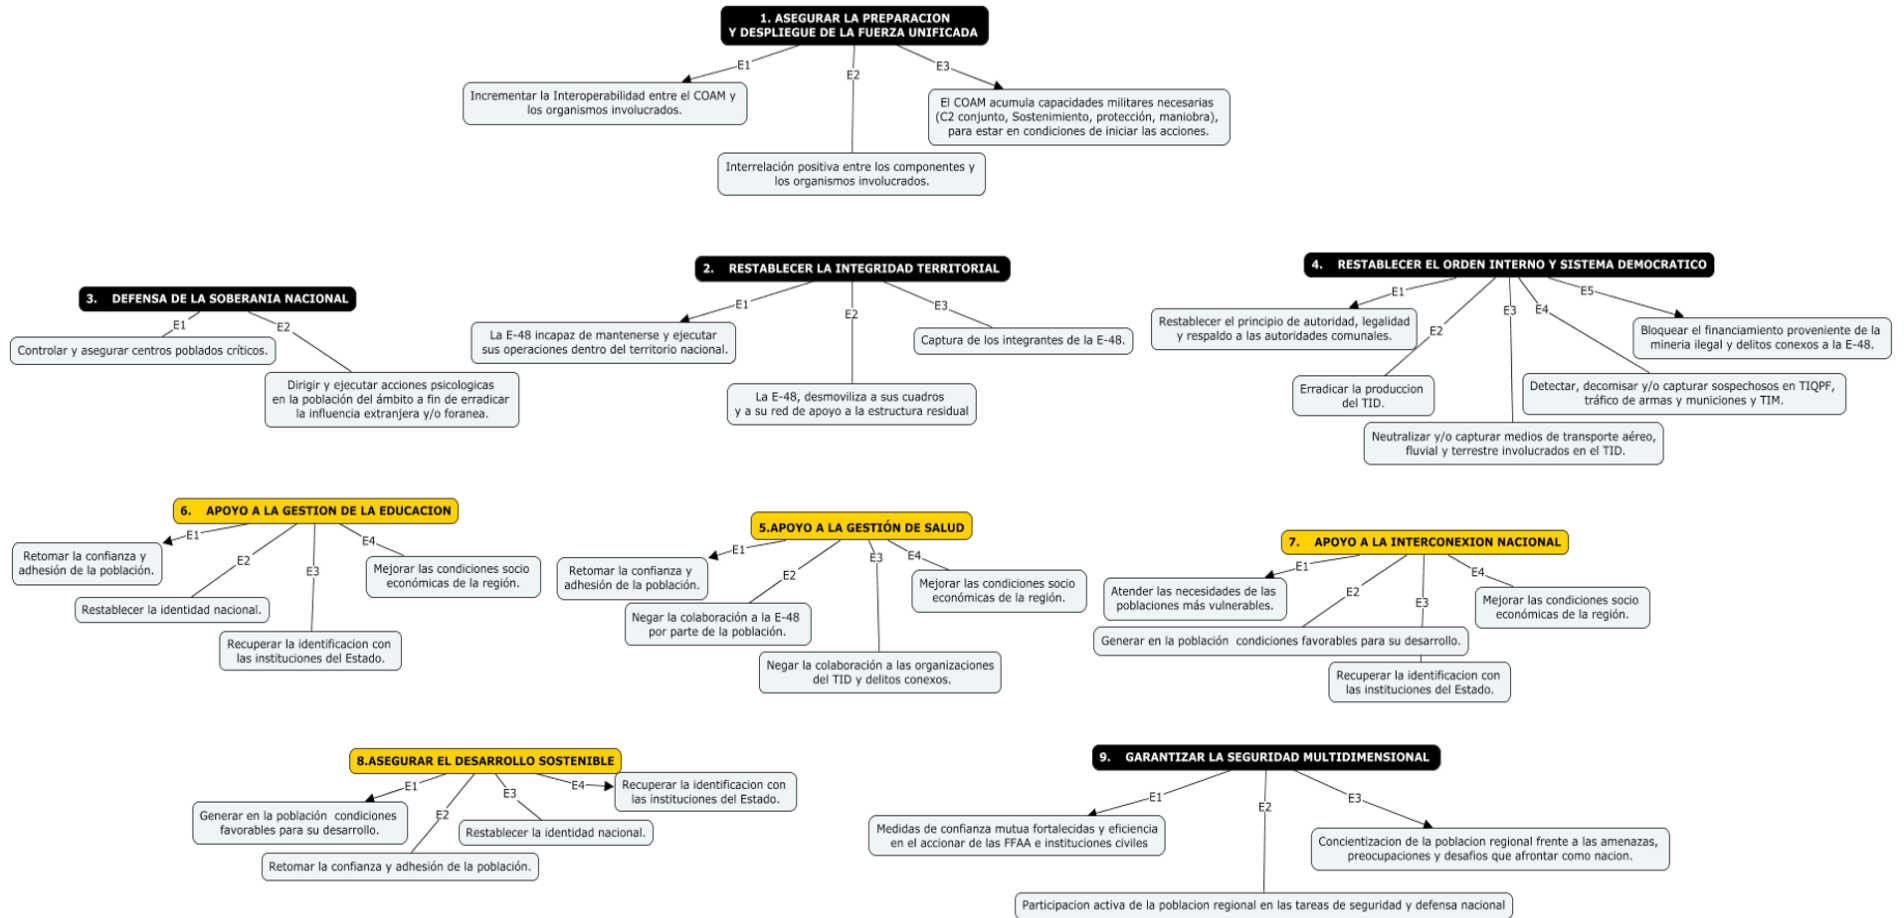 1. ASEGURAR LA PREPARACION
Y DESPLIEGUE DE LA FUERZA UNIFICADA
E1
E2
E3
Incrementar la Interoperabilidad entre el COAM y
los organismos involucrados.
El COAM acumula capacidades militares necesarias
(C2 conjunto, Sostenimiento, protección, maniobra),
para estar en condiciones de iniciar las acciones.
Interrelación positiva entre los componentes y
los organismos involucrados.
3. DEFENSA DE LA SOBERANIA NACIONAL
E1
E2
Controlar y asegurar centros poblados críticos.
Dirigir y ejecutar acciones psicologicas
en la población del ámbito a fin de erradicar
la influencia extranjera y/o foranea.
2. RESTABLECER LA INTEGRIDAD TERRITORIAL
E1
E2
E3
La E-48 incapaz de mantenerse y ejecutar
sus operaciones dentro del territorio nacional.
Captura de los integrantes de la E-48.
La E-48, desmoviliza a sus cuadros
y a su red de apoyo a la estructura residual
4. RESTABLECER EL ORDEN INTERNO Y SISTEMA DEMOCRATICO
E1
E2
E3
E4
E5
Restablecer el principio de autoridad, legalidad
y respaldo a las autoridades comunales.
Bloquear el financiamiento proveniente de la
mineria ilegal y delitos conexos a la E-48.
Erradicar la produccion
del TID.
Detectar, decomisar y/o capturar sospechosos en TIQPF,
tráfico de armas y municiones y TIM.
Neutralizar y/o capturar medios de transporte aéreo,
fluvial y terrestre involucrados en el TID.
6. APOYO A LA GESTION DE LA EDUCACION
E1
E2
E3
E4
Retomar la confianza y
adhesión de la población.
Mejorar las condiciones socio
económicas de la región.
Restablecer la identidad nacional.
Recuperar la identificacion con
las instituciones del Estado.
5.APOYO A LA GESTIÓN DE SALUD
E1
E2
E3
E4
Retomar la confianza y
adhesión de la población.
Mejorar las condiciones socio
económicas de la región.
Negar la colaboración a la E-48
por parte de la población.
Negar la colaboración a las organizaciones
del TID y delitos conexos.
7. APOYO A LA INTERCONEXION NACIONAL
E1
E2
E3
E4
Atender las necesidades de las
poblaciones más vulnerables.
Mejorar las condiciones socio
económicas de la región.
Generar en la población condiciones favorables para su desarrollo.
Recuperar la identificacion con
las instituciones del Estado.
8.ASEGURAR EL DESARROLLO SOSTENIBLE
E1
E2
E3
E4
Recuperar la identificacion con
las instituciones del Estado.
Generar en la población condiciones
favorables para su desarrollo.
Restablecer la identidad nacional.
Retomar la confianza y adhesión de la población.
9. GARANTIZAR LA SEGURIDAD MULTIDIMENSIONAL
E1
E2
E3
Medidas de confianza mutua fortalecidas y eficiencia
en el accionar de las FFAA e instituciones civiles
Concientizacion de la poblacion regional frente a las amenazas,
preocupaciones y desafios que afrontar como nacion.
Participacion activa de la poblacion regional en las tareas de seguridad y defensa nacional